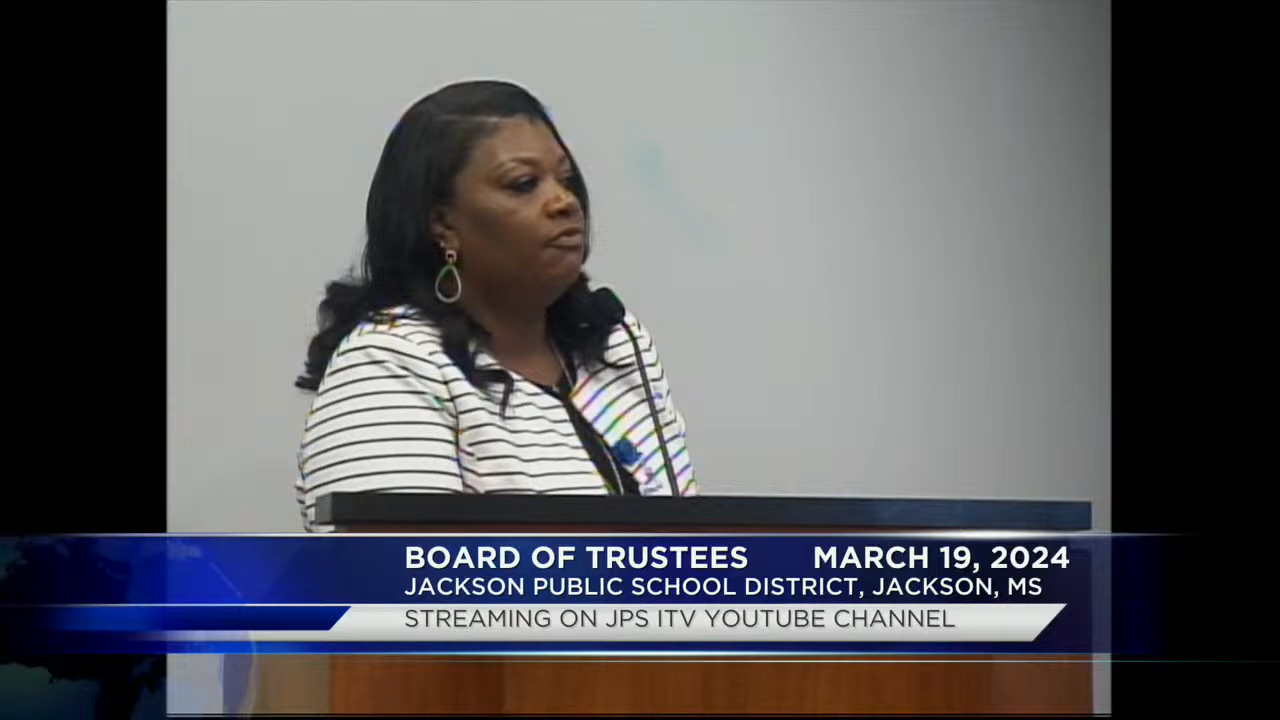 BOARD OF TRUSTEES MARCH 19, 2024
JACKSON PUBLIC SCHOOL DISTRICT, JACKSON, MS
STREAMING ON JPS ITV YOUTUBE CHANNEL